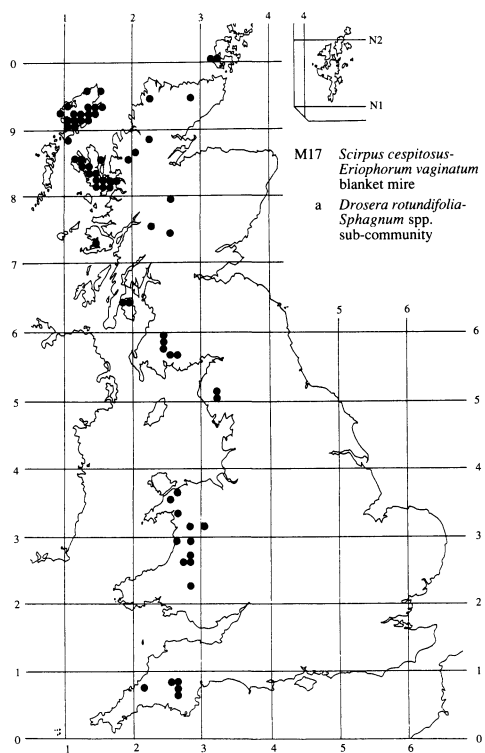 1 2 3 4
4
N2
N1
0
9
8
7
6
5
4
3
2
1
0
M17 Scirpus cespitosus-
Eriophorum vaginatum
blanket mire
a Drosera rotundifolia-
Sphagnum spp.
sub-community
5 6
6
5
4
3
2
1
0
1 2 3 4 5 6